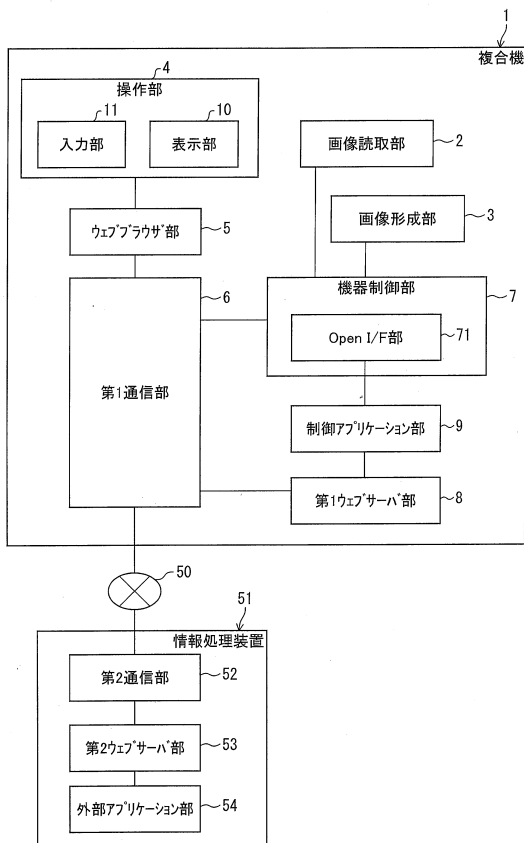 1
複合機
4
操作部
11
10
入力部
表示部
画像読取部
2
画像形成部
3
ウェブブラウザ部
5
6
第1通信部
機器制御部
7
Open I/F部
71
制御アプリケーション部
9
第1ウェブサーバ部
8
50
51
情報処理装置
第2通信部
52
第2ウェブサーバ部
53
外部アプリケーション部
54